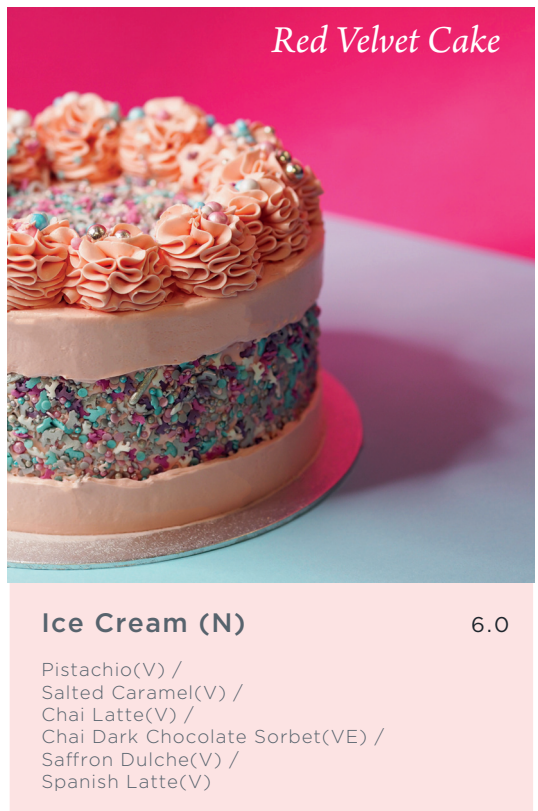 Red Velvet Cake
Ice Cream (N) 6.0
Pistachio(V) /
Salted Caramel(V) /
Chai Latte(V) /
Chai Dark Chocolate Sorbet(VE) /
Saffron Dulche(V) /
Spanish Latte(V)